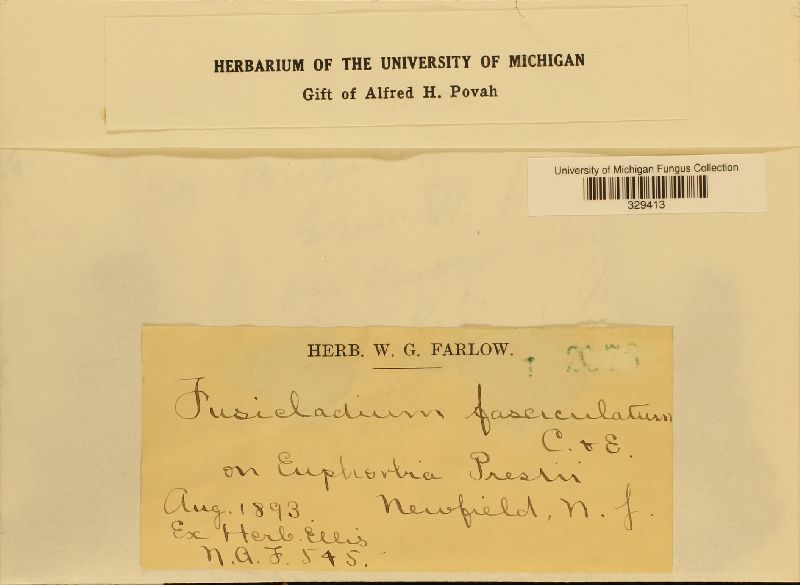 HERBARIUM OF THE UNIVERSITY OF MICHIGAN
Gift of Alfred H. Povah
University of Michigan Fungus Collection
329413
HERB. W. G. FARLOW.
Fusicladium fasciculatum
C. & E.
on Euphorbia Preslii
Aug. 1893 Newfield, N. J.
Ex Herb. Ellis
N. A. F. 545.